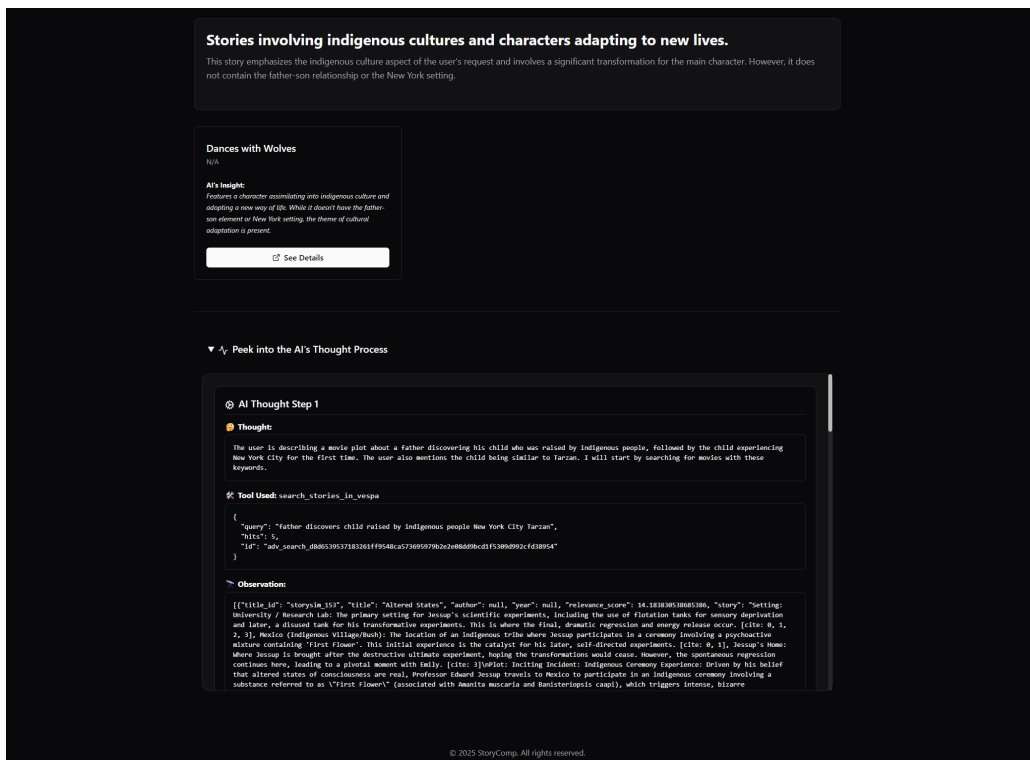 Stories involving indigenous cultures and characters adapting to new lives.
This story emphasizes the indigenous culture aspect of the user's request and involves a significant transformation for the main character. However, it does
not contain the father-son relationship or the New York setting.
Dances with Wolves
N/A
AI's Insight:
Features a character assimilating into indigenous culture and
adopting a new way of life. While it doesn't have the father-
son element or New York setting, the theme of cultural
adaptation is present.
See Details
Peek into the AI's Thought Process
AI Thought Step 1
Thought:
The user is describing a movie plot about a father discovering his child who was raised by indigenous people, followed by the child experiencing
New York City for the first time. The user also mentions the child being similar to Tarzan. I will start by searching for movies with these
keywords.
Tool Used: search_stories_in_vespa
{
"query": "father discovers child raised by indigenous people New York City Tarzan",
"hits": 5,
"id": "adv_search_d8d6539537183261ff9548ca573695979b2e2e08dd9bcd1f5309d992cfd38954"
}
Observation:
[{"title_id": "storysim_153", "title": "Altered States", "author": null, "year": null, "relevance_score": 14.183830538685386, "story": "Setting:
University / Research Lab: The primary setting for Jessup's scientific experiments, including the use of flotation tanks for sensory deprivation
and later, a disused tank for his transformative experiments. This is where the final, dramatic regression and energy release occur. [cite: 0, 1,
2, 3], Mexico (Indigenous Village/Bush): The location of an indigenous tribe where Jessup participates in a ceremony involving a psychoactive
mixture containing 'First Flower'. This initial experience is the catalyst for his later, self-directed experiments. [cite: 0, 1], Jessup's Home:
Where Jessup is brought after the destructive ultimate experiment, hoping the transformations would cease. However, the spontaneous regression
continues here, leading to a pivotal moment with Emily. [cite: 3]\nPlot: Inciting Incident: Indigenous Ceremony Experience: Driven by his belief
that altered states of consciousness are real, Professor Edward Jessup travels to Mexico to participate in an indigenous ceremony involving a
substance referred to as \"First Flower\" (associated with Amanita muscaria and Banisteriopsis caapi), which triggers intense, bizarre
© 2025 StoryComp. All rights reserved.